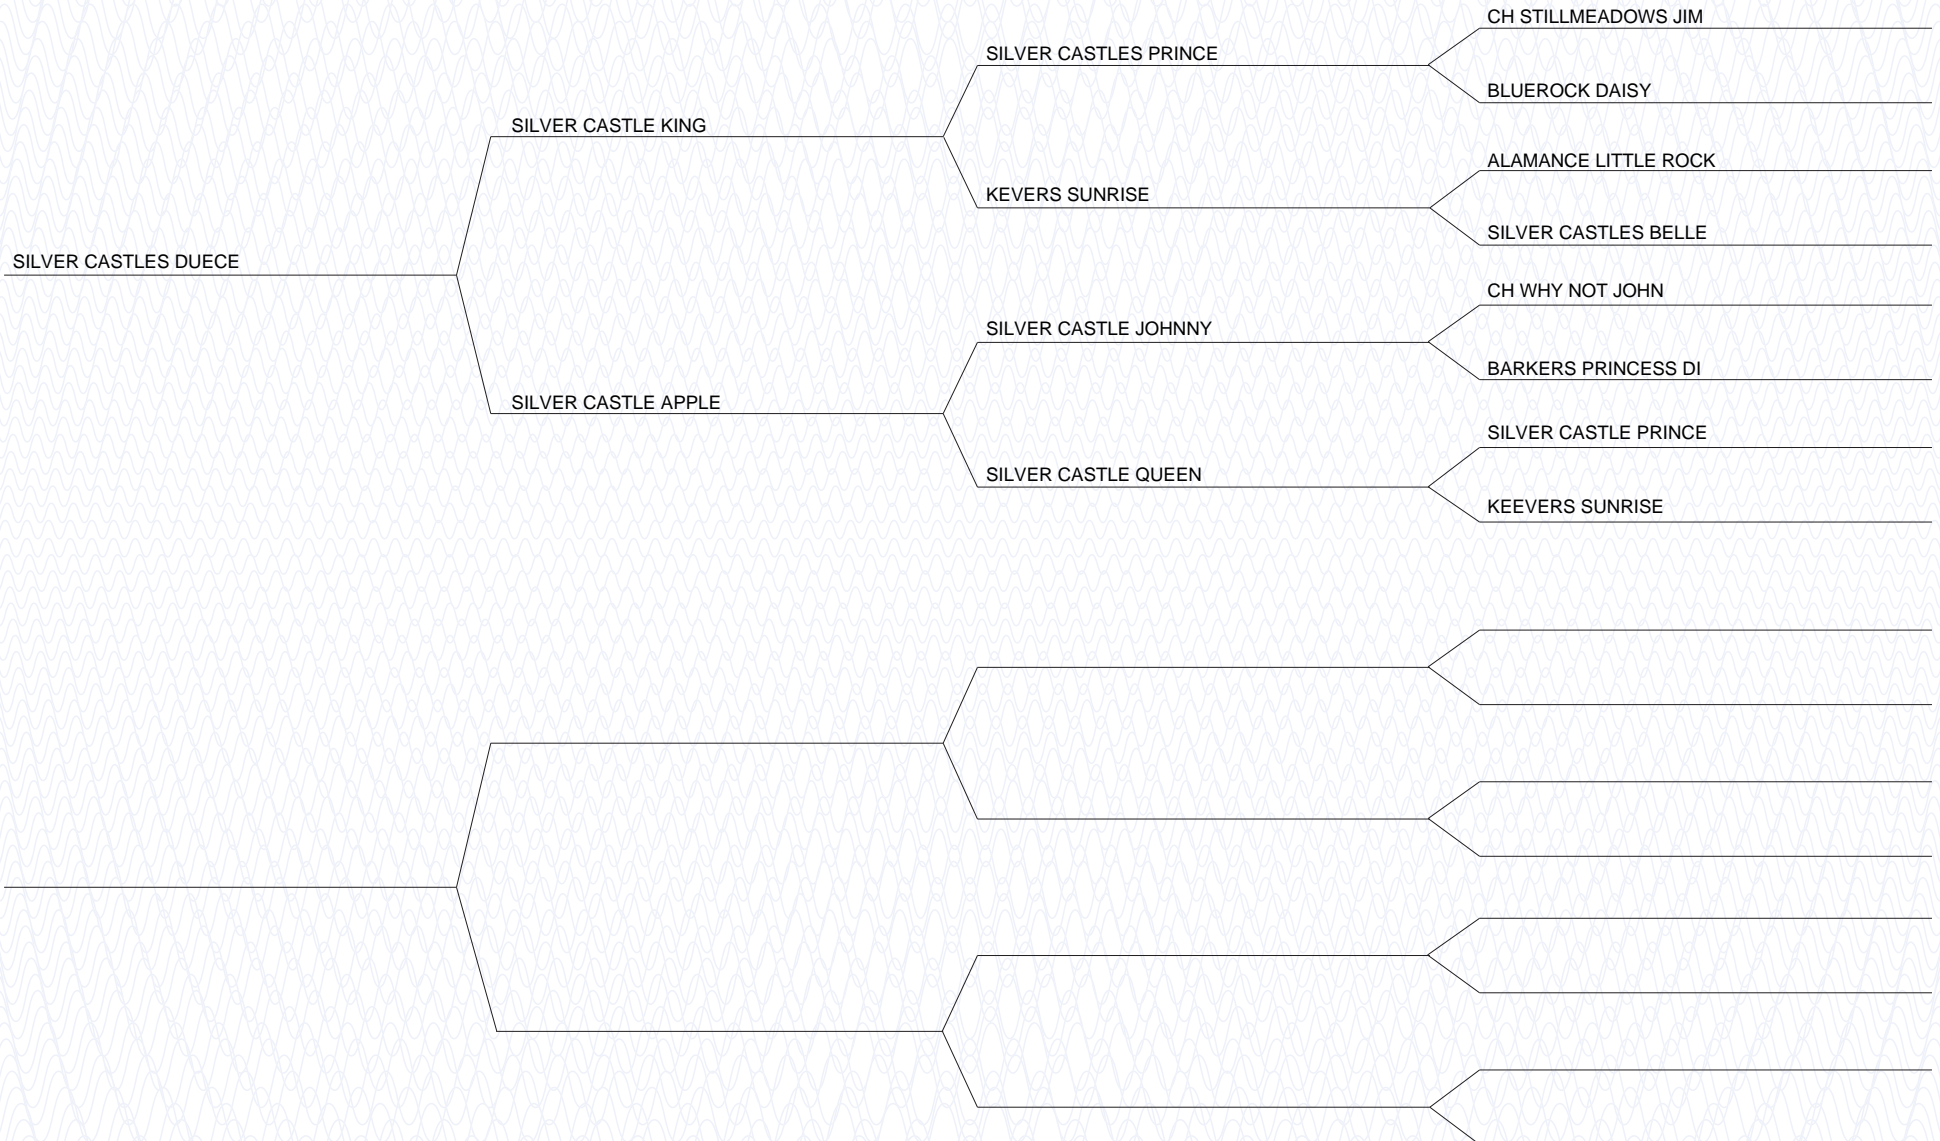 CH STILLMEADOWS JIM
SILVER CASTLES PRINCE
BLUEROCK DAISY
SILVER CASTLE KING
ALAMANCE LITTLE ROCK
KEVERS SUNRISE
SILVER CASTLES BELLE
SILVER CASTLES DUECE
CH WHY NOT JOHN
SILVER CASTLE JOHNNY
BARKERS PRINCESS DI
SILVER CASTLE APPLE
SILVER CASTLE PRINCE
SILVER CASTLE QUEEN
KEEVERS SUNRISE